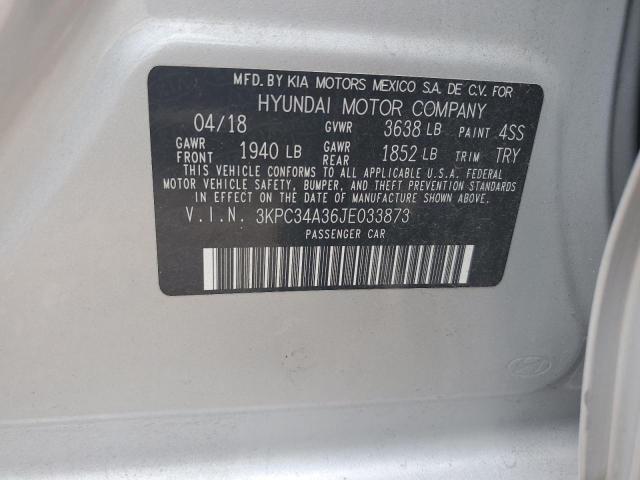 MFD. BY KIA MOTORS MEXICO S.A. DE C.V. FOR
HYUNDAI MOTOR COMPANY
04/18 GVWR 3638 LB PAINT 4SS
GAWR FRONT 1940 LB GAWR REAR 1852 LB TRIM TRY
THIS VEHICLE CONFORMS TO ALL APPLICABLE U.S.A. FEDERAL
MOTOR VEHICLE SAFETY, BUMPER, AND THEFT PREVENTION STANDARDS
IN EFFECT ON THE DATE OF MANUFACTURE SHOWN ABOVE.
V.I.N. 3KPC34A36JE033873
PASSENGER CAR